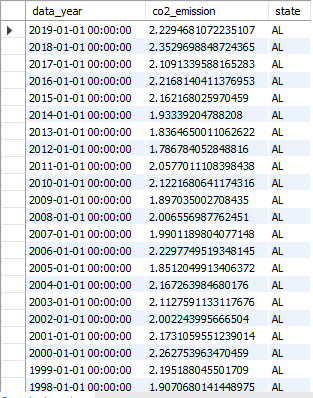 data_year co2_emission state
2019-01-01 00:00:00 2.2294681072235107 AL
2018-01-01 00:00:00 2.3529698848724365 AL
2017-01-01 00:00:00 2.1091339588165283 AL
2016-01-01 00:00:00 2.2168140411376953 AL
2015-01-01 00:00:00 2.162168025970459 AL
2014-01-01 00:00:00 1.93339204788208 AL
2013-01-01 00:00:00 1.8364650011062622 AL
2012-01-01 00:00:00 1.786784052848816 AL
2011-01-01 00:00:00 2.0577011108398438 AL
2010-01-01 00:00:00 2.1221680641174316 AL
2009-01-01 00:00:00 1.897035002708435 AL
2008-01-01 00:00:00 2.006556987762451 AL
2007-01-01 00:00:00 1.9901189804077148 AL
2006-01-01 00:00:00 2.2297749519348145 AL
2005-01-01 00:00:00 1.8512049913406372 AL
2004-01-01 00:00:00 2.167263984680176 AL
2003-01-01 00:00:00 2.1127591133117676 AL
2002-01-01 00:00:00 2.002243995666504 AL
2001-01-01 00:00:00 2.1731059551239014 AL
2000-01-01 00:00:00 2.262753963470459 AL
1999-01-01 00:00:00 2.195188045501709 AL
1998-01-01 00:00:00 1.9070680141448975 AL